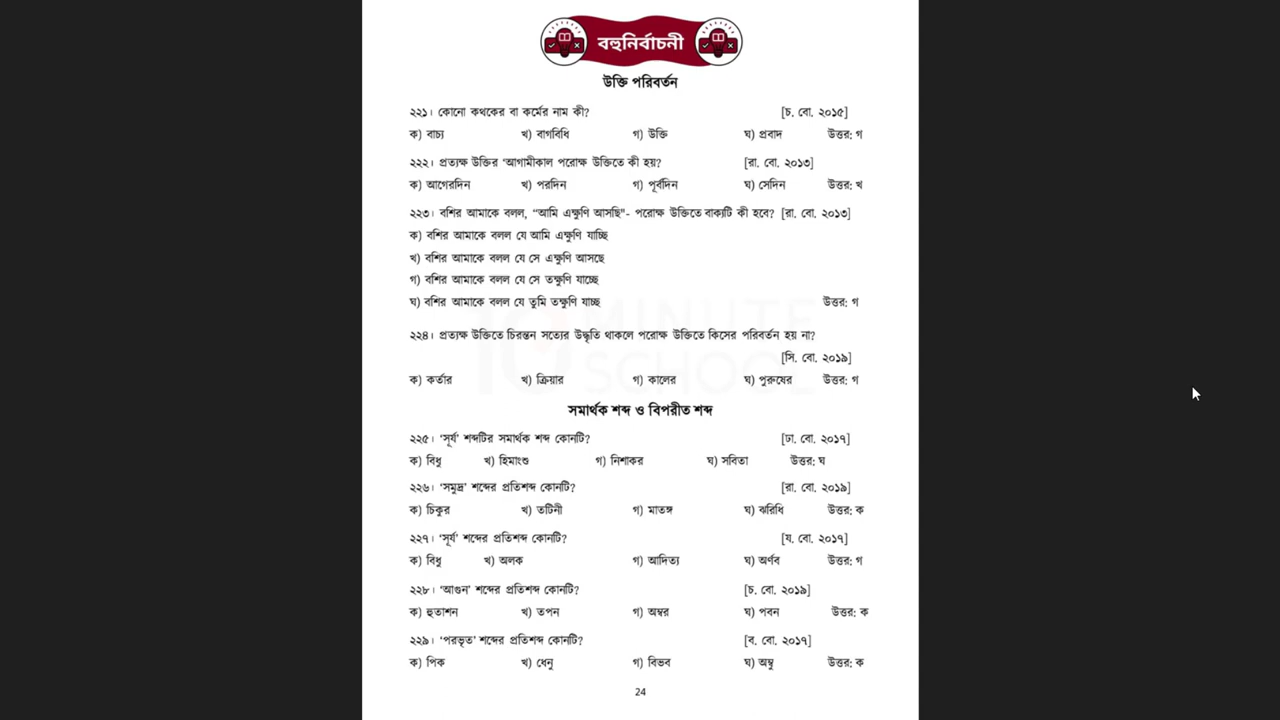 বহুনির্বাচনী
উক্তি পরিবর্তন
২২১। কোনো কথকের বা কর্মের নাম কী? [চ. বো. ২০১৫]
ক) বাচ্য খ) বাগবিধি গ) উক্তি ঘ) প্রবাদ উত্তর: গ
২২২। প্রত্যক্ষ উক্তির ‘আগামীকাল পরোক্ষ উক্তিতে কী হয়? [রা. বো. ২০১৩]
ক) আগেরদিন খ) পরদিন গ) পূর্বদিন ঘ) সেদিন উত্তর: খ
২২৩। বশির আমাকে বলল, “আমি এক্ষুণি আসছি”- পরোক্ষ উক্তিতে বাক্যটি কী হবে? [রা. বো. ২০১৩]
ক) বশির আমাকে বলল যে আমি এক্ষুণি যাচ্ছি
খ) বশির আমাকে বলল যে সে এক্ষুণি আসছে
গ) বশির আমাকে বলল যে সে তক্ষুণি যাচ্ছে
ঘ) বশির আমাকে বলল যে তুমি তক্ষুণি যাচ্ছ উত্তর: গ
২২৪। প্রত্যক্ষ উক্তিতে চিরন্তন সত্যের উদ্ধৃতি থাকলে পরোক্ষ উক্তিতে কিসের পরিবর্তন হয় না?
[সি. বো. ২০১৯]
ক) কর্তার খ) ক্রিয়ার গ) কালের ঘ) পুরুষের উত্তর: গ
10 MINUTE SCHOOL
সমার্থক শব্দ ও বিপরীত শব্দ
২২৫। ‘সূর্য’ শব্দটির সমার্থক শব্দ কোনটি? [ঢা. বো. ২০১৭]
ক) বিধু খ) হিমাংশু গ) নিশাকর ঘ) সবিতা উত্তর: ঘ
২২৬। ‘সমুদ্র’ শব্দের প্রতিশব্দ কোনটি? [রা. বো. ২০১৯]
ক) চিকুর খ) তটিনী গ) মাতঙ্গ ঘ) ঝরিধি উত্তর: ক
২২৭। ‘সূর্য’ শব্দের প্রতিশব্দ কোনটি? [য. বো. ২০১৭]
ক) বিধু খ) অলক গ) আদিত্য ঘ) অর্ণব উত্তর: গ
২২৮। ‘আগুন’ শব্দের প্রতিশব্দ কোনটি? [চ. বো. ২০১৯]
ক) হুতাশন খ) তপন গ) অম্বর ঘ) পবন উত্তর: ক
২২৯। ‘পরভৃত’ শব্দের প্রতিশব্দ কোনটি? [ব. বো. ২০১৭]
ক) পিক খ) ধেনু গ) বিভব ঘ) অম্বু উত্তর: ক
24